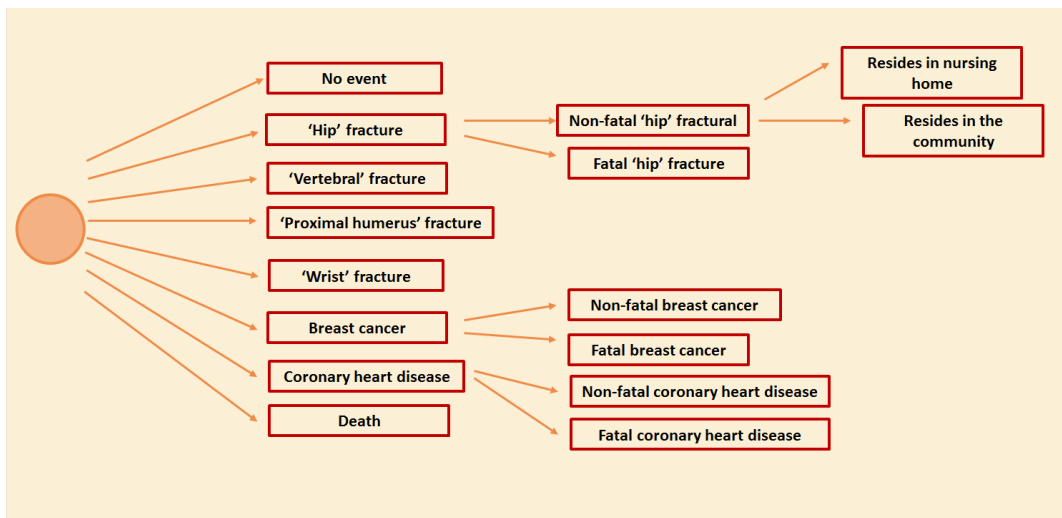 No event
‘Hip’ fracture
‘Vertebral’ fracture
‘Proximal humerus’ fracture
‘Wrist’ fracture
Breast cancer
Coronary heart disease
Death
Non-fatal ‘hip’ fractural
Fatal ‘hip’ fracture
Non-fatal breast cancer
Fatal breast cancer
Non-fatal coronary heart disease
Fatal coronary heart disease
Resides in nursing
home
Resides in the
community